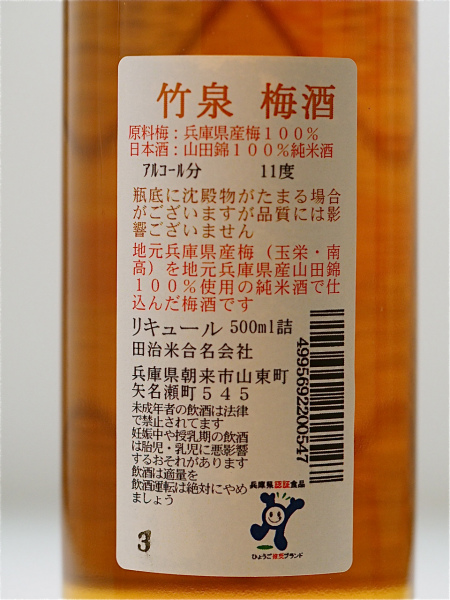 竹泉 梅酒
原料梅：兵庫県産梅１００％
日本酒：山田錦１００％純米酒
ｱﾙｺｰﾙ分 11度
瓶底に沈殿物がたまる場合
がございますが品質には影
響ございません
地元兵庫県産梅（玉栄・南
高）を地元兵庫県産山田錦
１００％使用の純米酒で仕
込んだ梅酒です
リキュール 500ml詰
田治米合名会社
兵庫県朝来市山東町
矢名瀬町５４５
未成年者の飲酒は法律
で禁止されてます
妊娠中や授乳期の飲酒
は胎児・乳児に悪影響
するおそれがあります
飲酒は適量を
飲酒運転は絶対にやめ
ましょう
4995692200547
兵庫県認証食品
ひょうご推奨ブランド
3